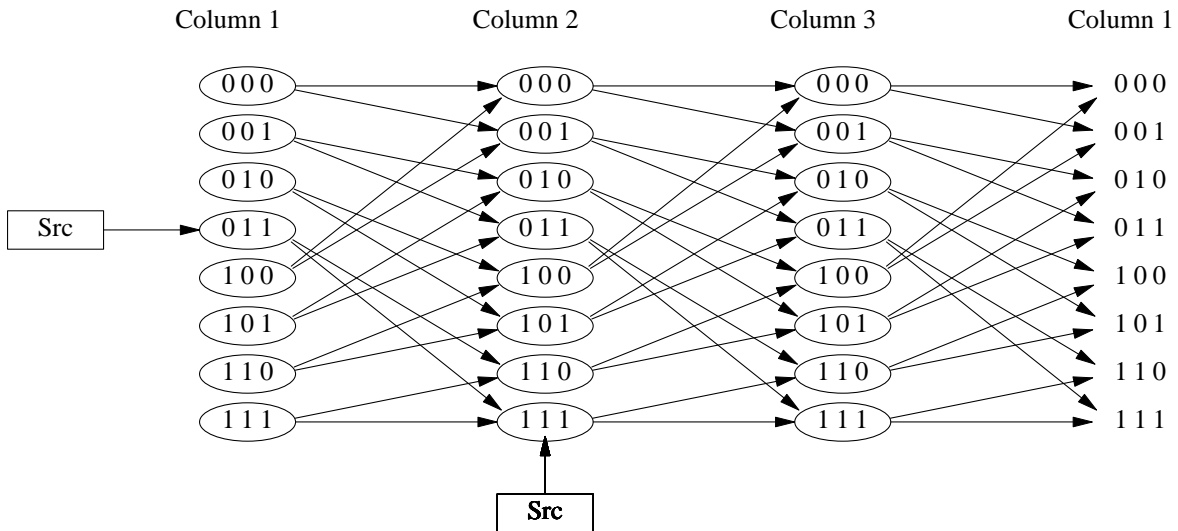 Column 1 Column 2 Column 3 Column 1
0 0 0 0 0 0 0 0 0 0 0 0
0 0 1 0 0 1 0 0 1 0 0 1
0 1 0 0 1 0 0 1 0 0 1 0
Src 0 1 1 0 1 1 0 1 1 0 1 1
1 0 0 1 0 0 1 0 0 1 0 0
1 0 1 1 0 1 1 0 1 1 0 1
1 1 0 1 1 0 1 1 0 1 1 0
1 1 1 1 1 1 1 1 1 1 1 1
Src